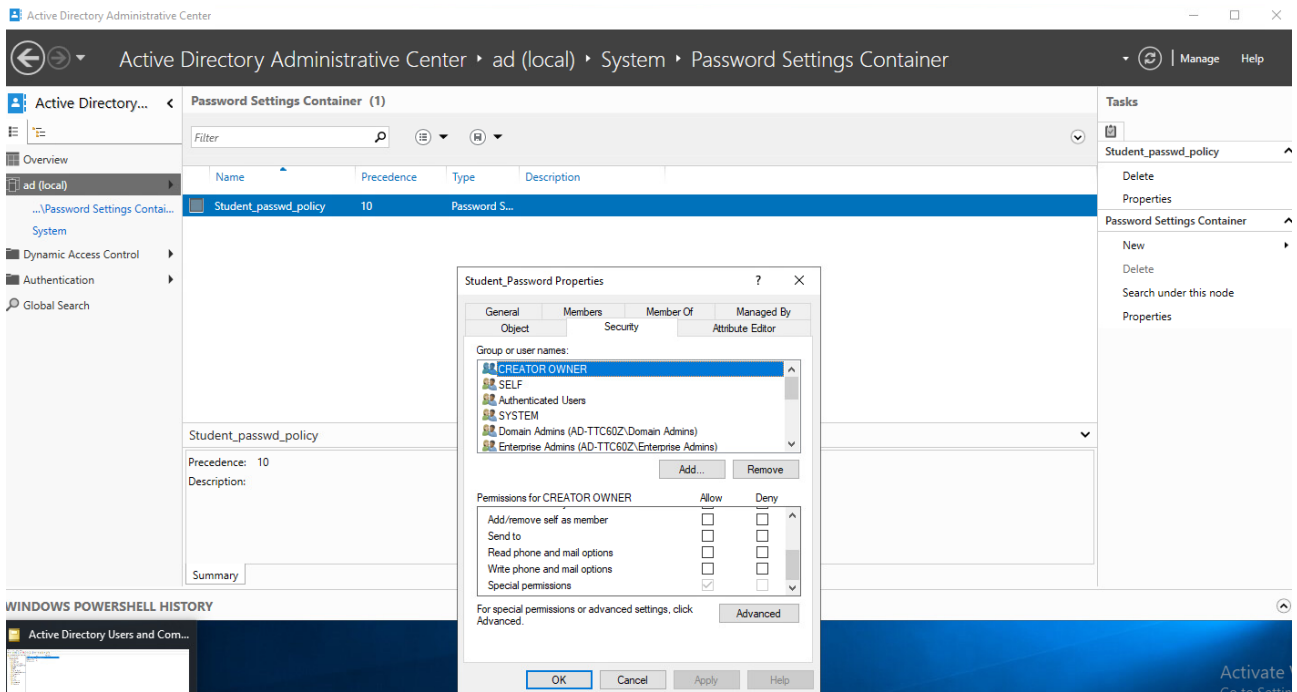 Active Directory Administrative Center
Active Directory Administrative Center • ad (local) • System • Password Settings Container
Manage Help
Active Directory...
Overview
ad (local)
...\Password Settings Contai...
System
Dynamic Access Control
Authentication
Global Search
Password Settings Container (1)
Filter
Name Precedence Type Description
Student_passwd_policy 10 Password S...
Student_passwd_policy
Precedence: 10
Description:
Summary
Tasks
Student_passwd_policy
Delete
Properties
Password Settings Container
New
Delete
Search under this node
Properties
Student_Password Properties ? ×
General Members Member Of Managed By
Object Security Attribute Editor
Group or user names:
CREATOR OWNER
SELF
Authenticated Users
SYSTEM
Domain Admins (AD-TTC60Z\Domain Admins)
Enterprise Admins (AD-TTC60Z\Enterprise Admins)
Add... Remove
Permissions for CREATOR OWNER Allow Deny
Add/remove self as member
Send to
Read phone and mail options
Write phone and mail options
Special permissions
For special permissions or advanced settings, click
Advanced.
Advanced
OK Cancel Apply Help
WINDOWS POWERSHELL HISTORY
Active Directory Users and Com...
Activate